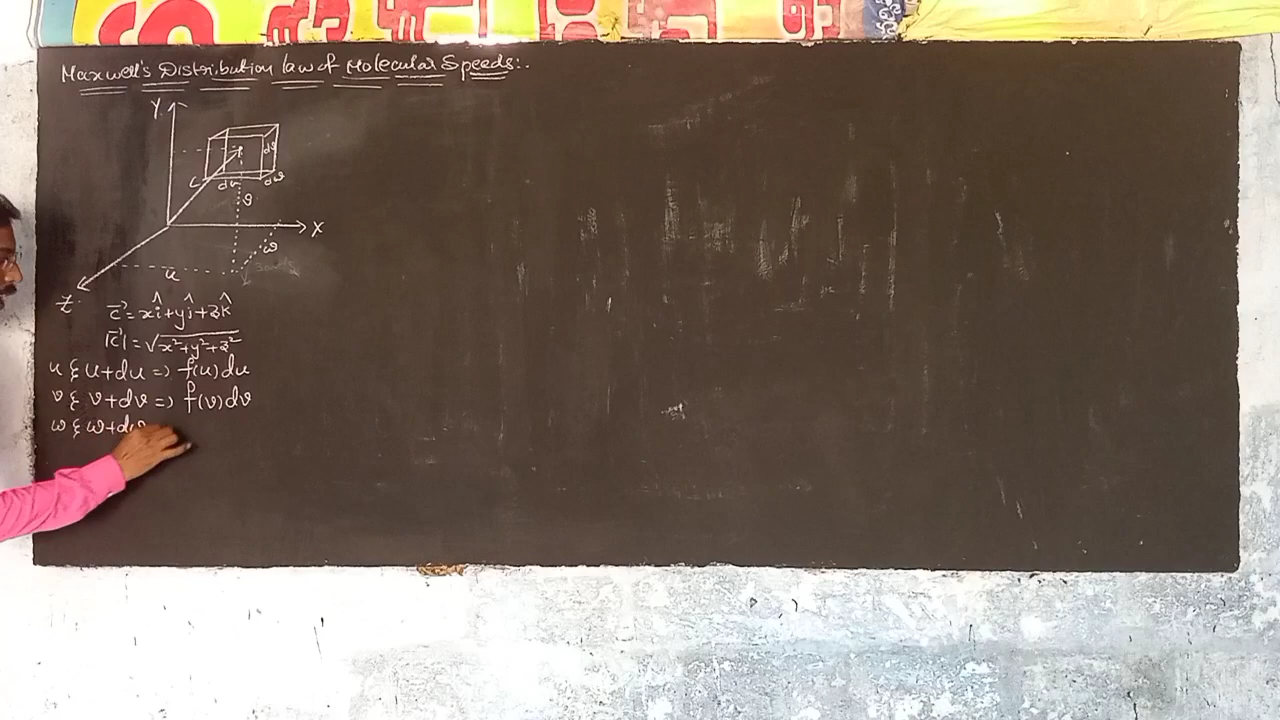 Maxwell's Distribution law of Molecular Speeds:.
Y
dv
C
du
dw
v
X
w
u
Z
c⃗ = xî+yĵ+zk̂
|c⃗| = √x²+y²+z²
u & u+du => f(u)du
v & v+dv => f(v)dv
w & w+dw